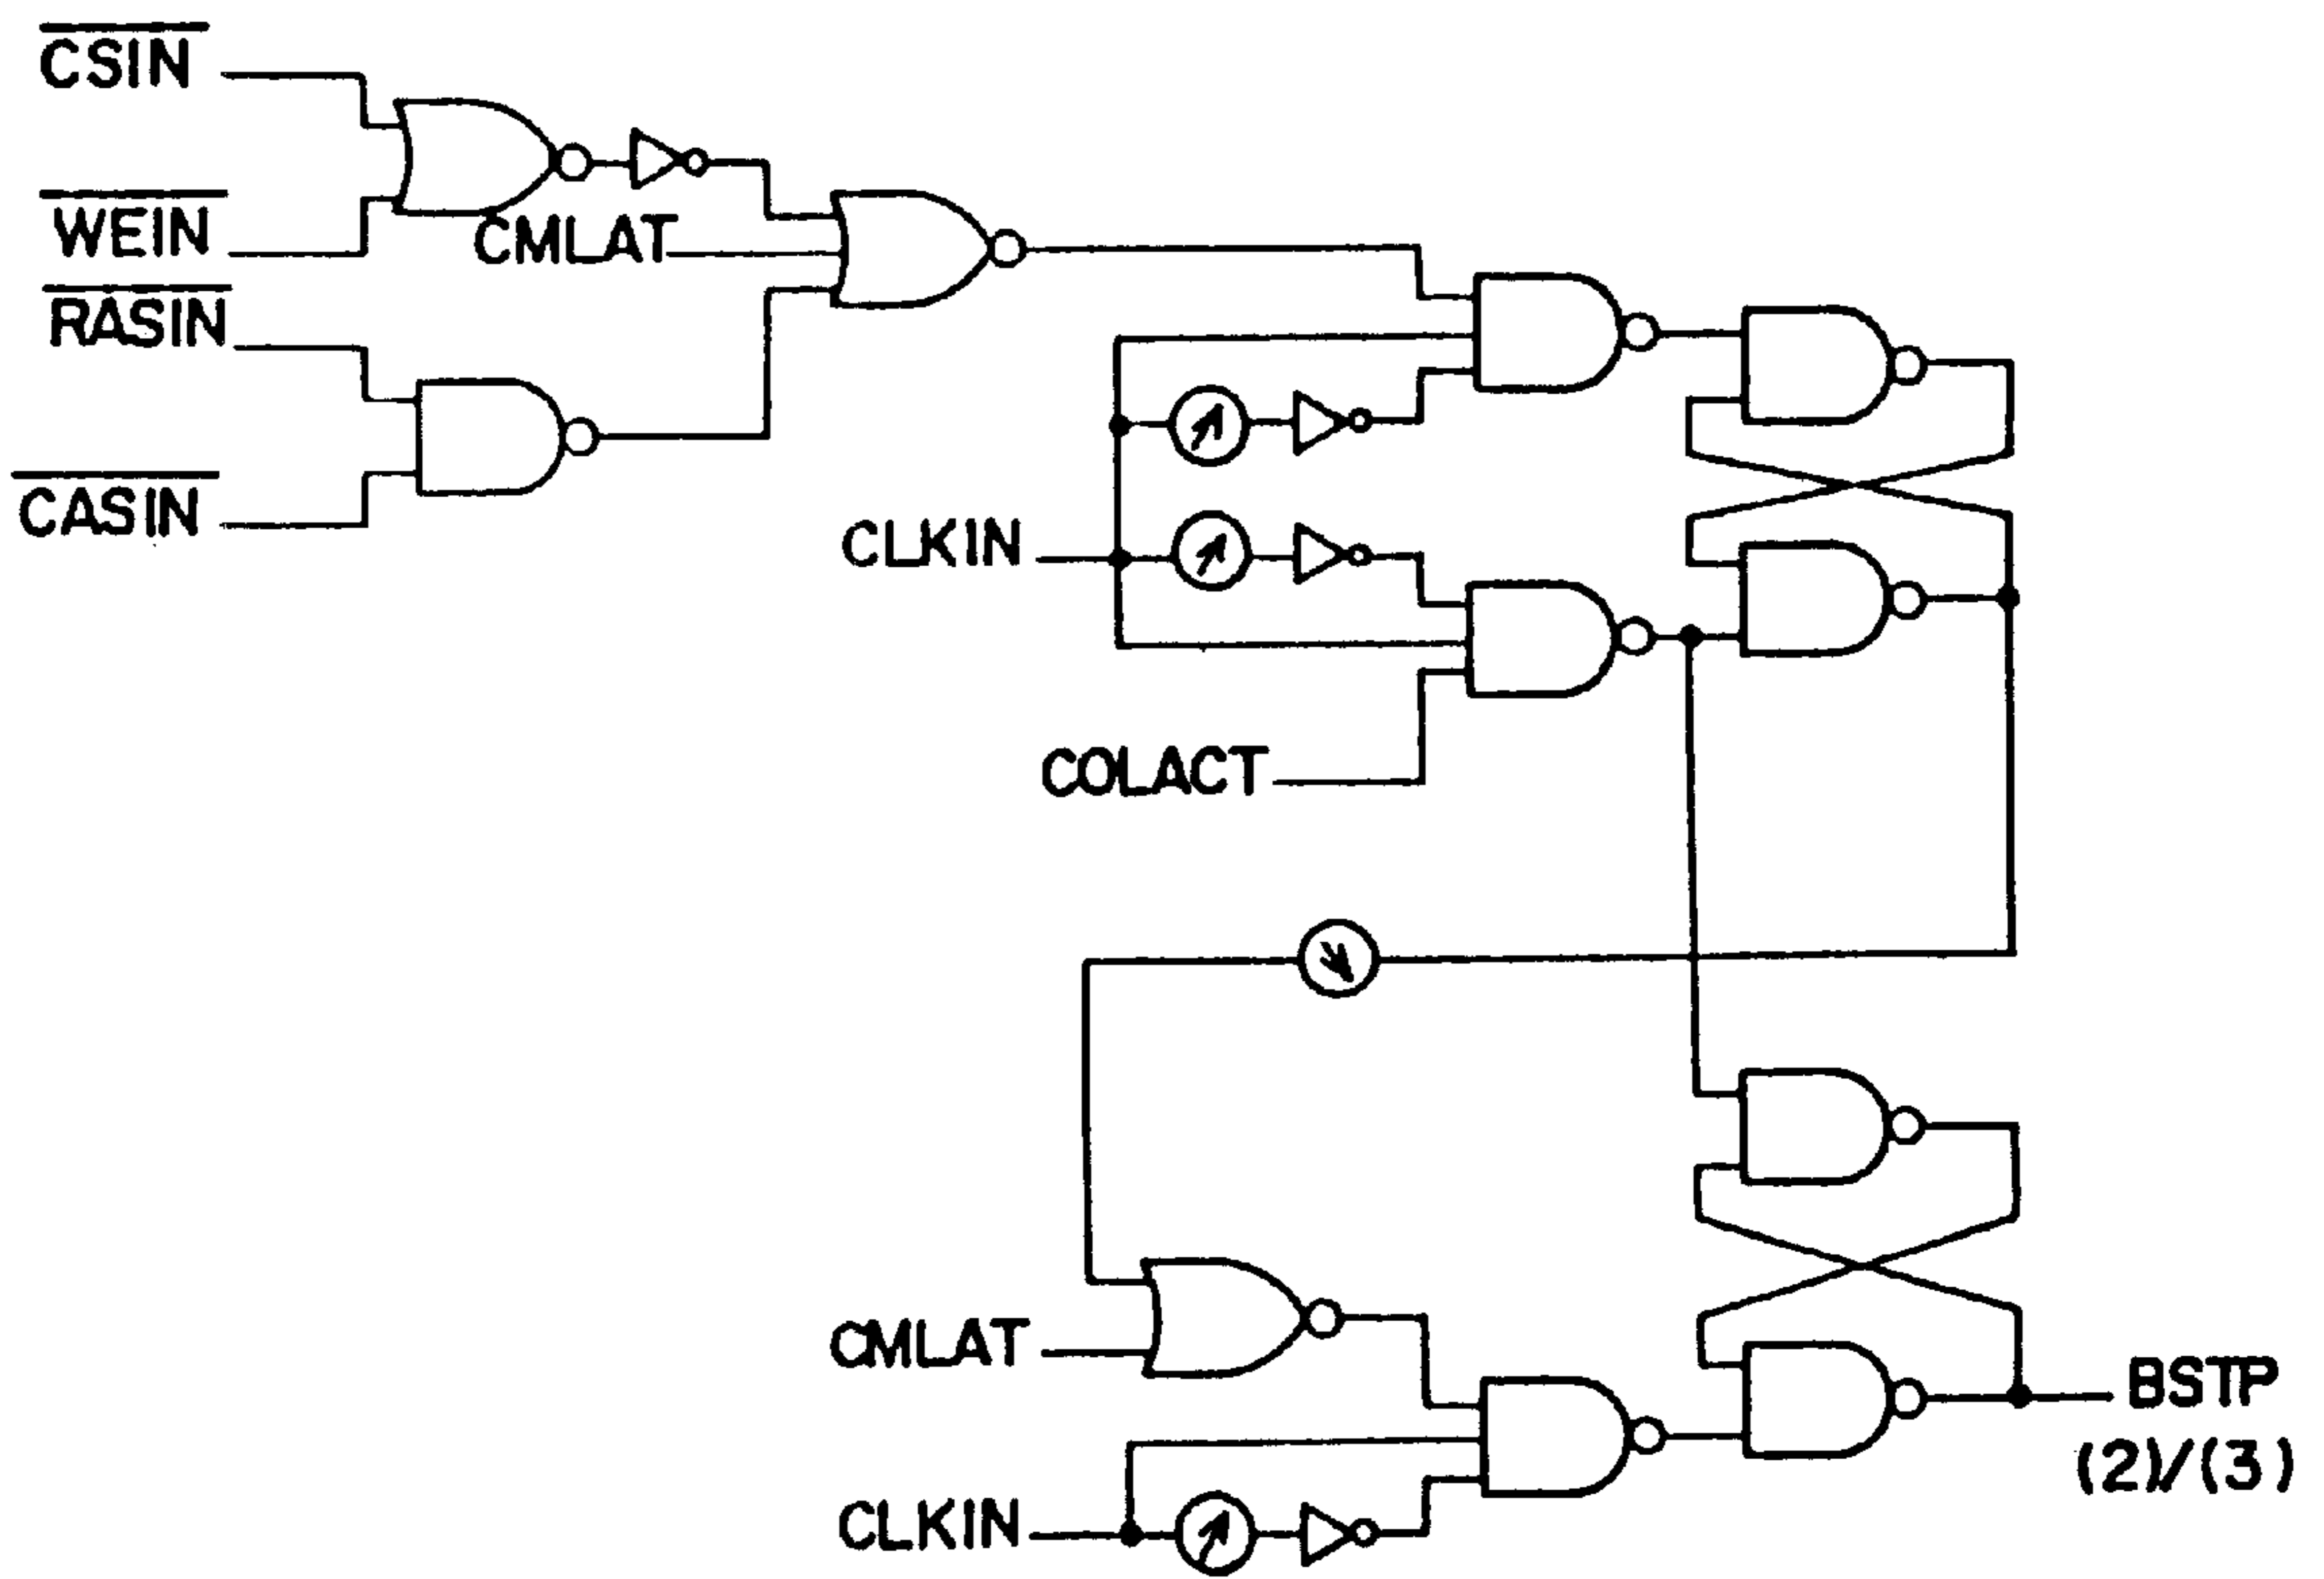 CSIN
WEIN
CMLAT
RASIN
CASIN
CLKIN
COLACT
CMLAT
BSTP
(2)/(3)
CLKIN